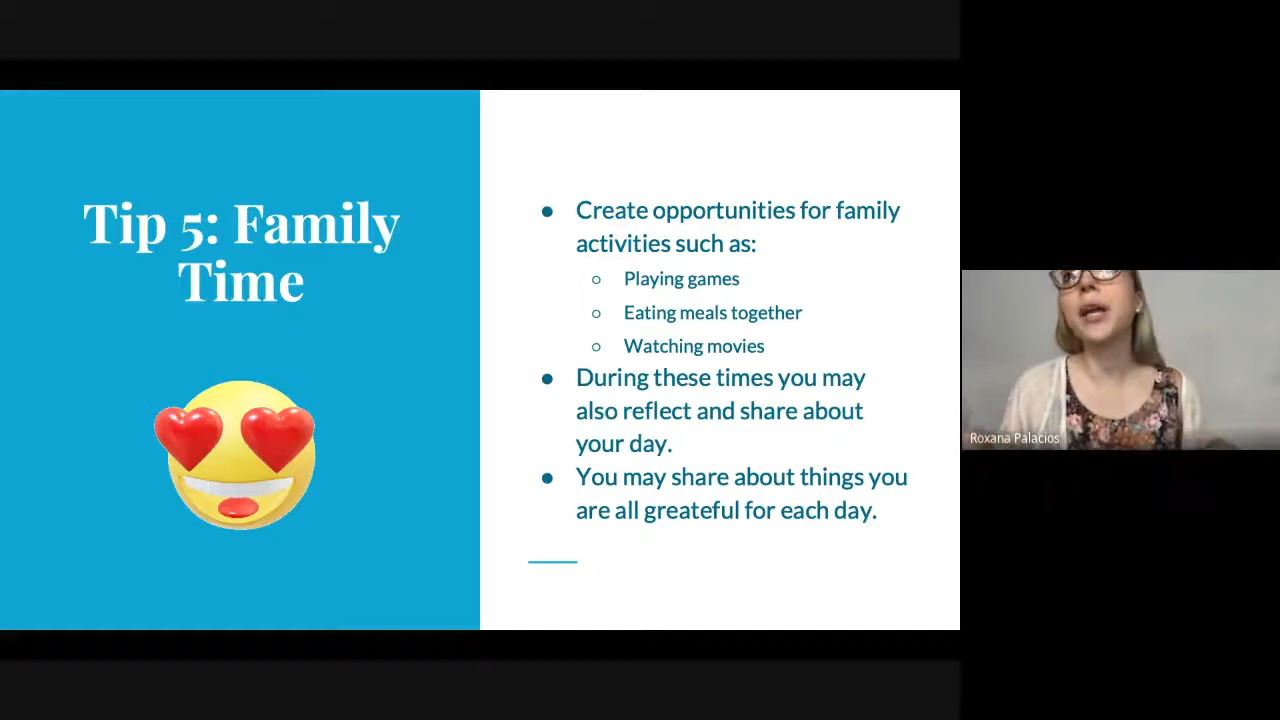 Tip 5: Family
Time
● Create opportunities for family
activities such as:
○ Playing games
○ Eating meals together
○ Watching movies
● During these times you may
also reflect and share about
your day.
● You may share about things you
are all greateful for each day.
Roxana Palacios